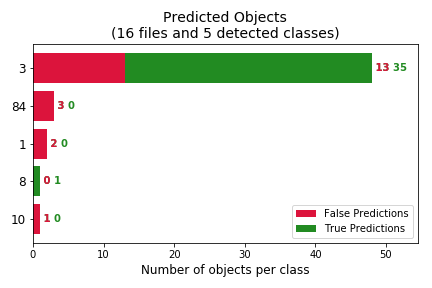 Predicted Objects
(16 files and 5 detected classes)
3
13 35
84
3 0
1
2 0
8
0 1
10
1 0
False Predictions
True Predictions
0 10 20 30 40 50
Number of objects per class